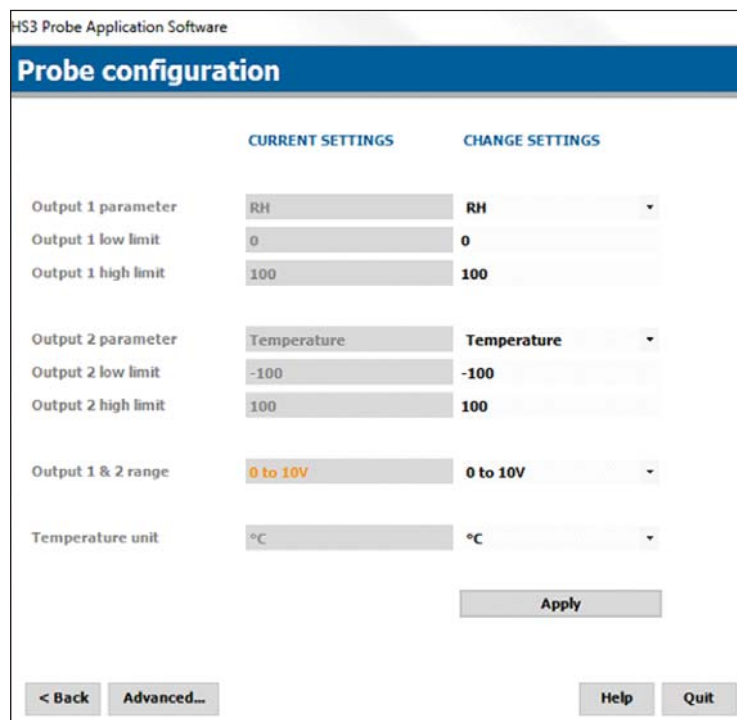 HS3 Probe Application Software
Probe configuration
CURRENT SETTINGS CHANGE SETTINGS
Output 1 parameter RH RH
Output 1 low limit 0 0
Output 1 high limit 100 100
Output 2 parameter Temperature Temperature
Output 2 low limit -100 -100
Output 2 high limit 100 100
Output 1 & 2 range 0 to 10V 0 to 10V
Temperature unit °C °C
Apply
< Back Advanced... Help Quit